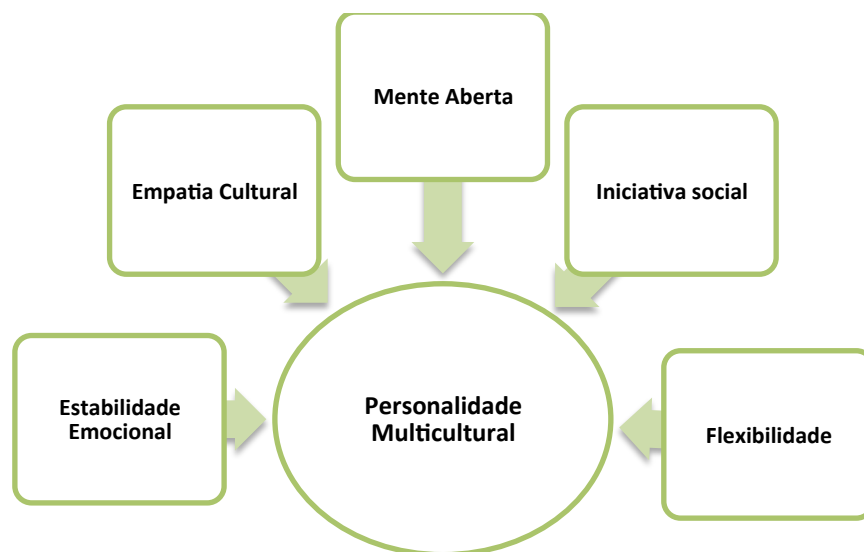 Mente Aberta
Empatia Cultural
Iniciativa social
Estabilidade
Emocional
Personalidade
Multicultural
Flexibilidade